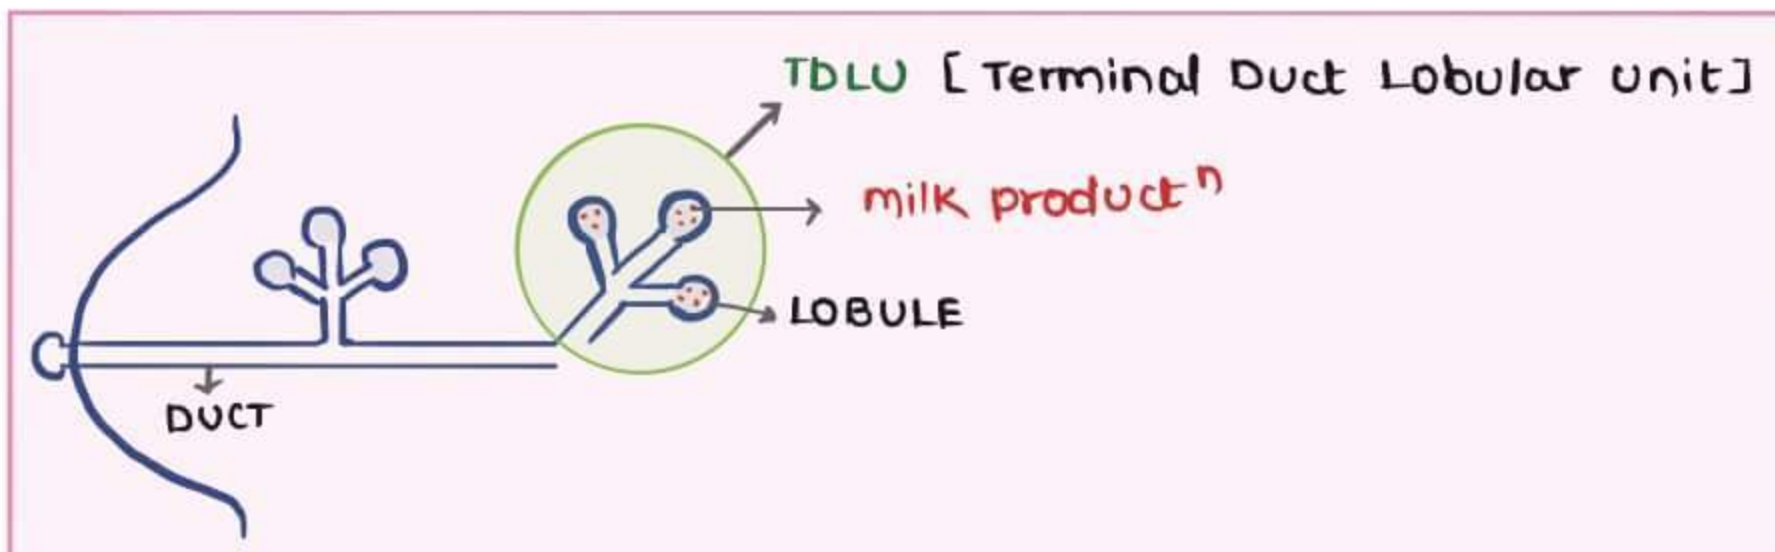 TDLU [Terminal Duct Lobular Unit]
milk productⁿ
LOBULE
DUCT